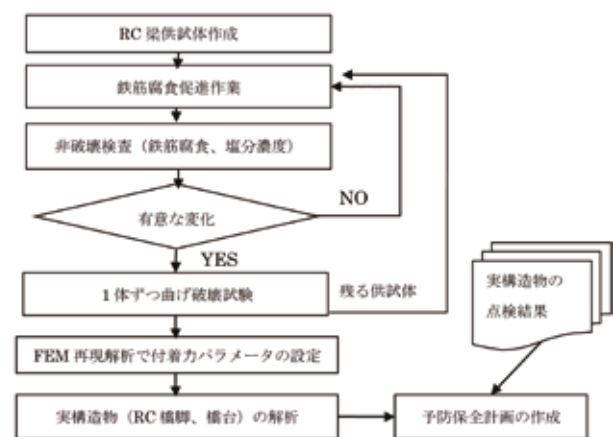 RC 梁供試体作成
鉄筋腐食促進作業
非破壊検査（鉄筋腐食、塩分濃度）
有意な変化
NO
YES
1体ずつ曲げ破壊試験
残る供試体
実構造物の
点検結果
FEM 再現解析で付着力パラメータの設定
実構造物（RC 橋脚、橋台）の解析
予防保全計画の作成